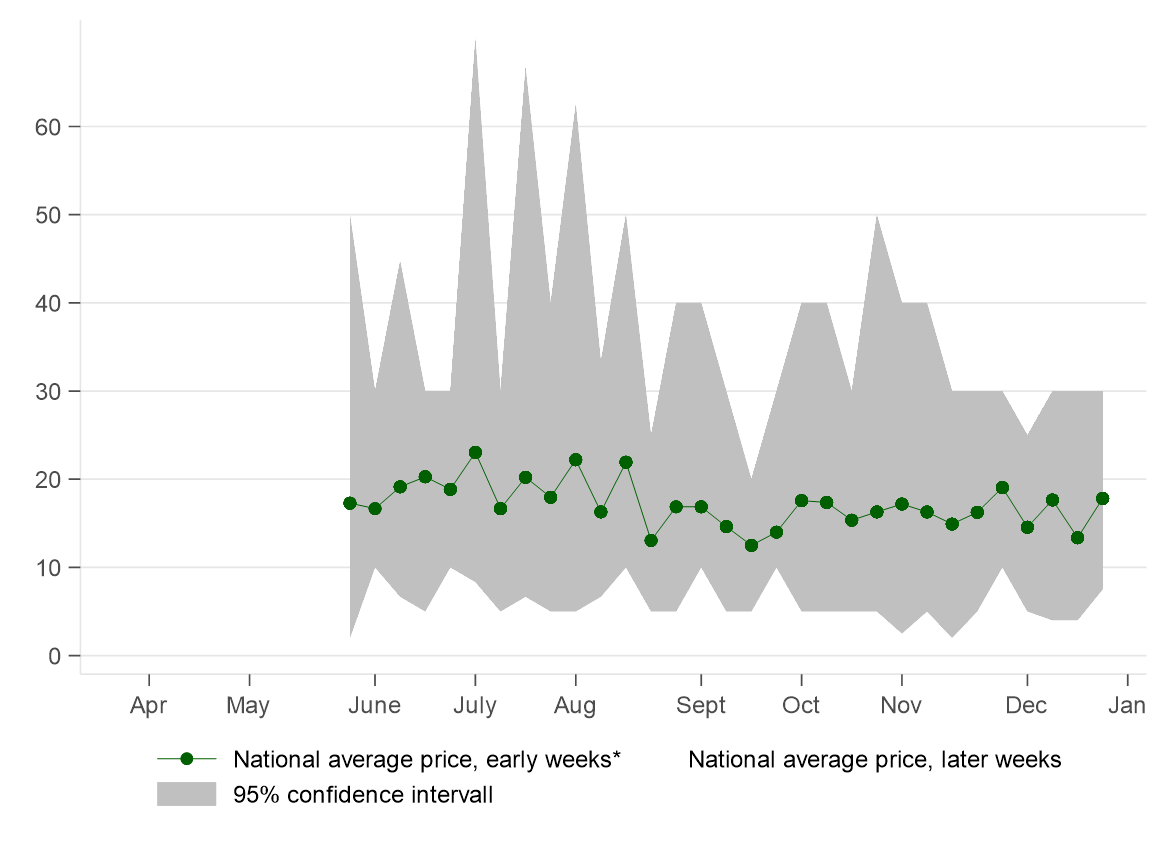 60
50
40
30
20
10
0
Apr May June July Aug Sept Oct Nov Dec Jan
National average price, early weeks* National average price, later weeks
95% confidence intervall